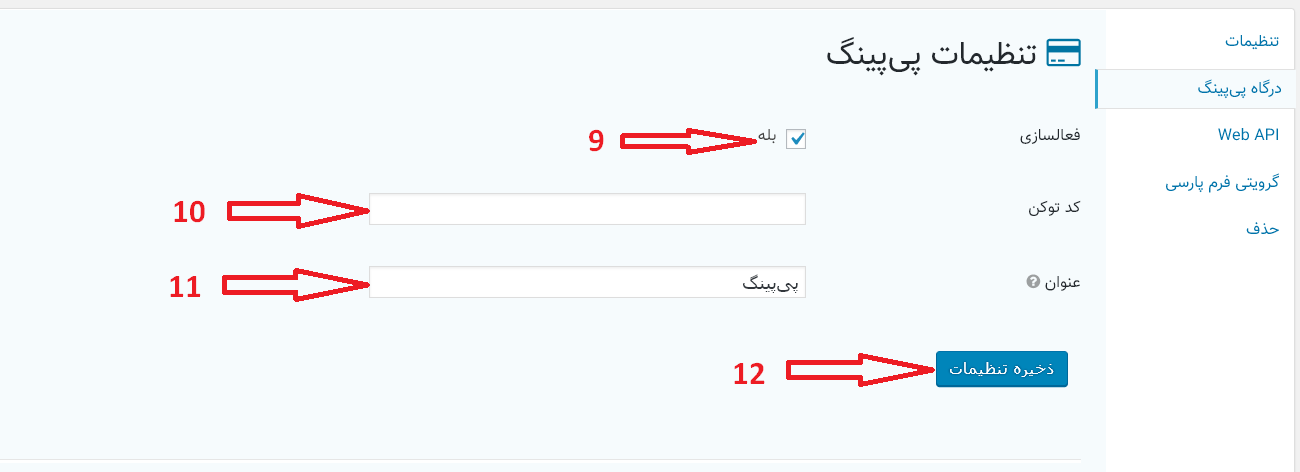 تنظیمات
درگاه پی‌پینگ
Web API
گرویتی فرم پارسی
حذف
تنظیمات پی‌پینگ
فعالسازی
بله
9
کد توکن
10
عنوان ?
پی‌پینگ
11
ذخیره تنظیمات
12